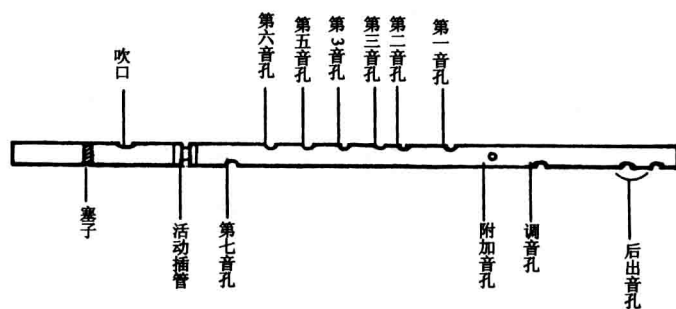 吹口
第六音孔
第五音孔
第3音孔
第三音孔
第二音孔
第一音孔
塞子
活动插管
第七音孔
附加音孔
调音孔
后出音孔